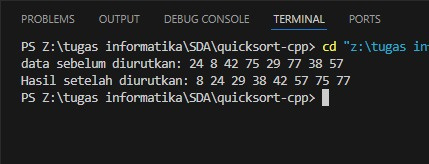 PROBLEMS OUTPUT DEBUG CONSOLE TERMINAL PORTS
PS Z:\tugas informatika\SDA\quicksort-cpp> cd "z:\tugas in
data sebelum diurutkan: 24 8 42 75 29 77 38 57
Hasil setelah diurutkan: 8 24 29 38 42 57 75 77
PS Z:\tugas informatika\SDA\quicksort-cpp>